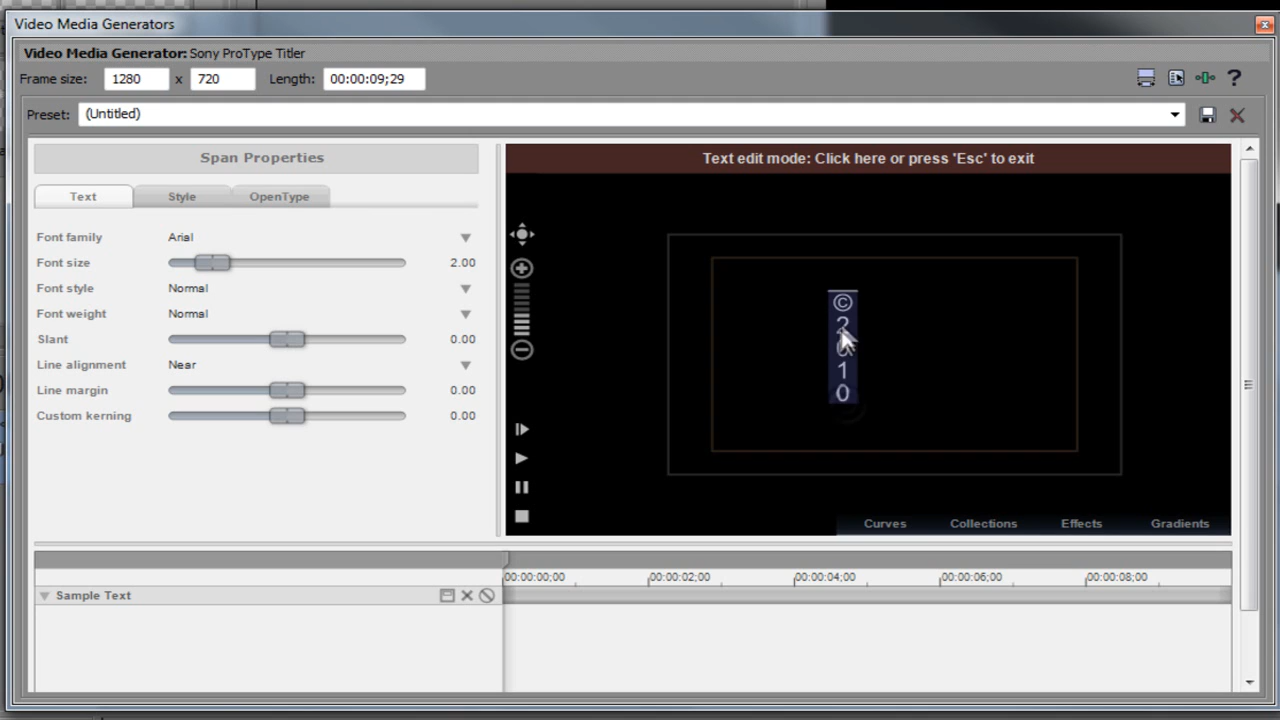 Video Media Generators
Video Media Generator: Sony ProType Titler
Frame size: 1280 x 720 Length: 00:00:09;29
Preset: (Untitled)
Span Properties
Text Style OpenType
Font family Arial
Font size 2.00
Font style Normal
Font weight Normal
Slant 0.00
Line alignment Near
Line margin 0.00
Custom kerning 0.00
Text edit mode: Click here or press 'Esc' to exit
©
2
0
1
0
Curves Collections Effects Gradients
00:00:00;00 00:00:02;00 00:00:04;00 00:00:06;00 00:00:08;00
Sample Text